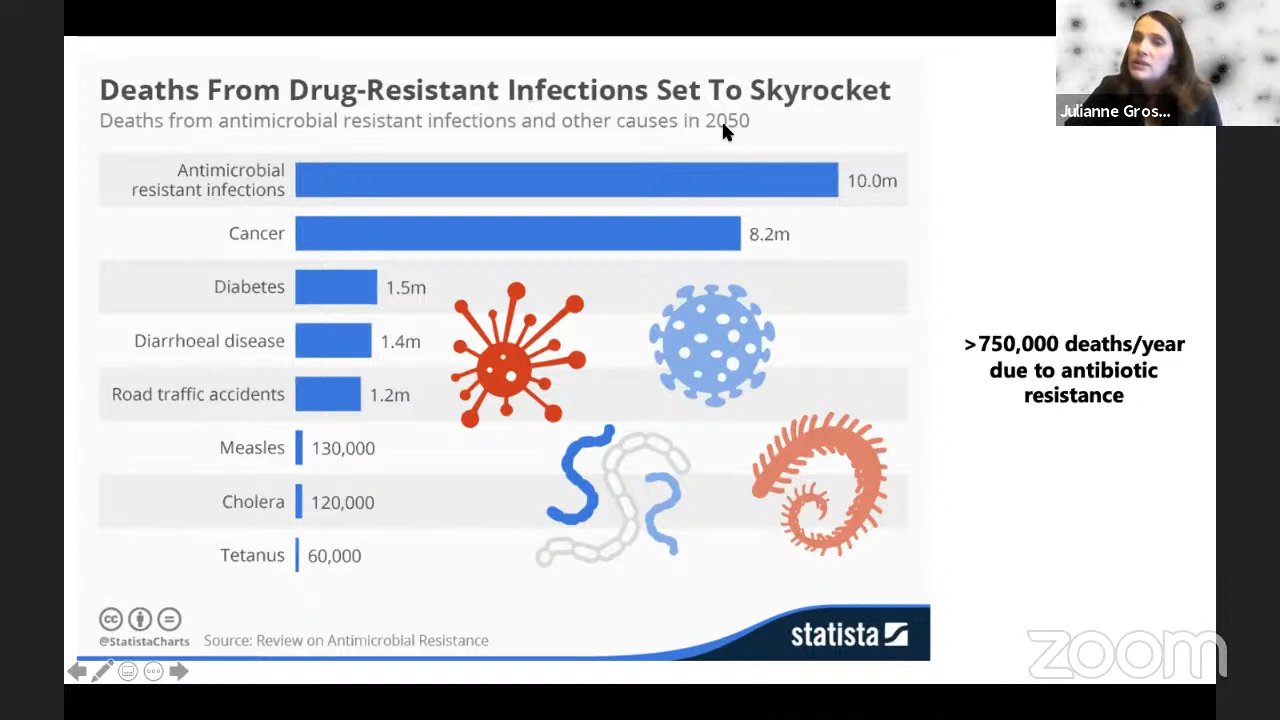 Deaths From Drug-Resistant Infections Set To Skyrocket
Deaths from antimicrobial resistant infections and other causes in 2050
Antimicrobial
resistant infections
10.0m
Cancer
8.2m
Diabetes
1.5m
Diarrhoeal disease
1.4m
Road traffic accidents
1.2m
Measles
130,000
Cholera
120,000
Tetanus
60,000
cc
@StatistaCharts
Source: Review on Antimicrobial Resistance
statista
>750,000 deaths/year
due to antibiotic
resistance
Julianne Gros...
zoom